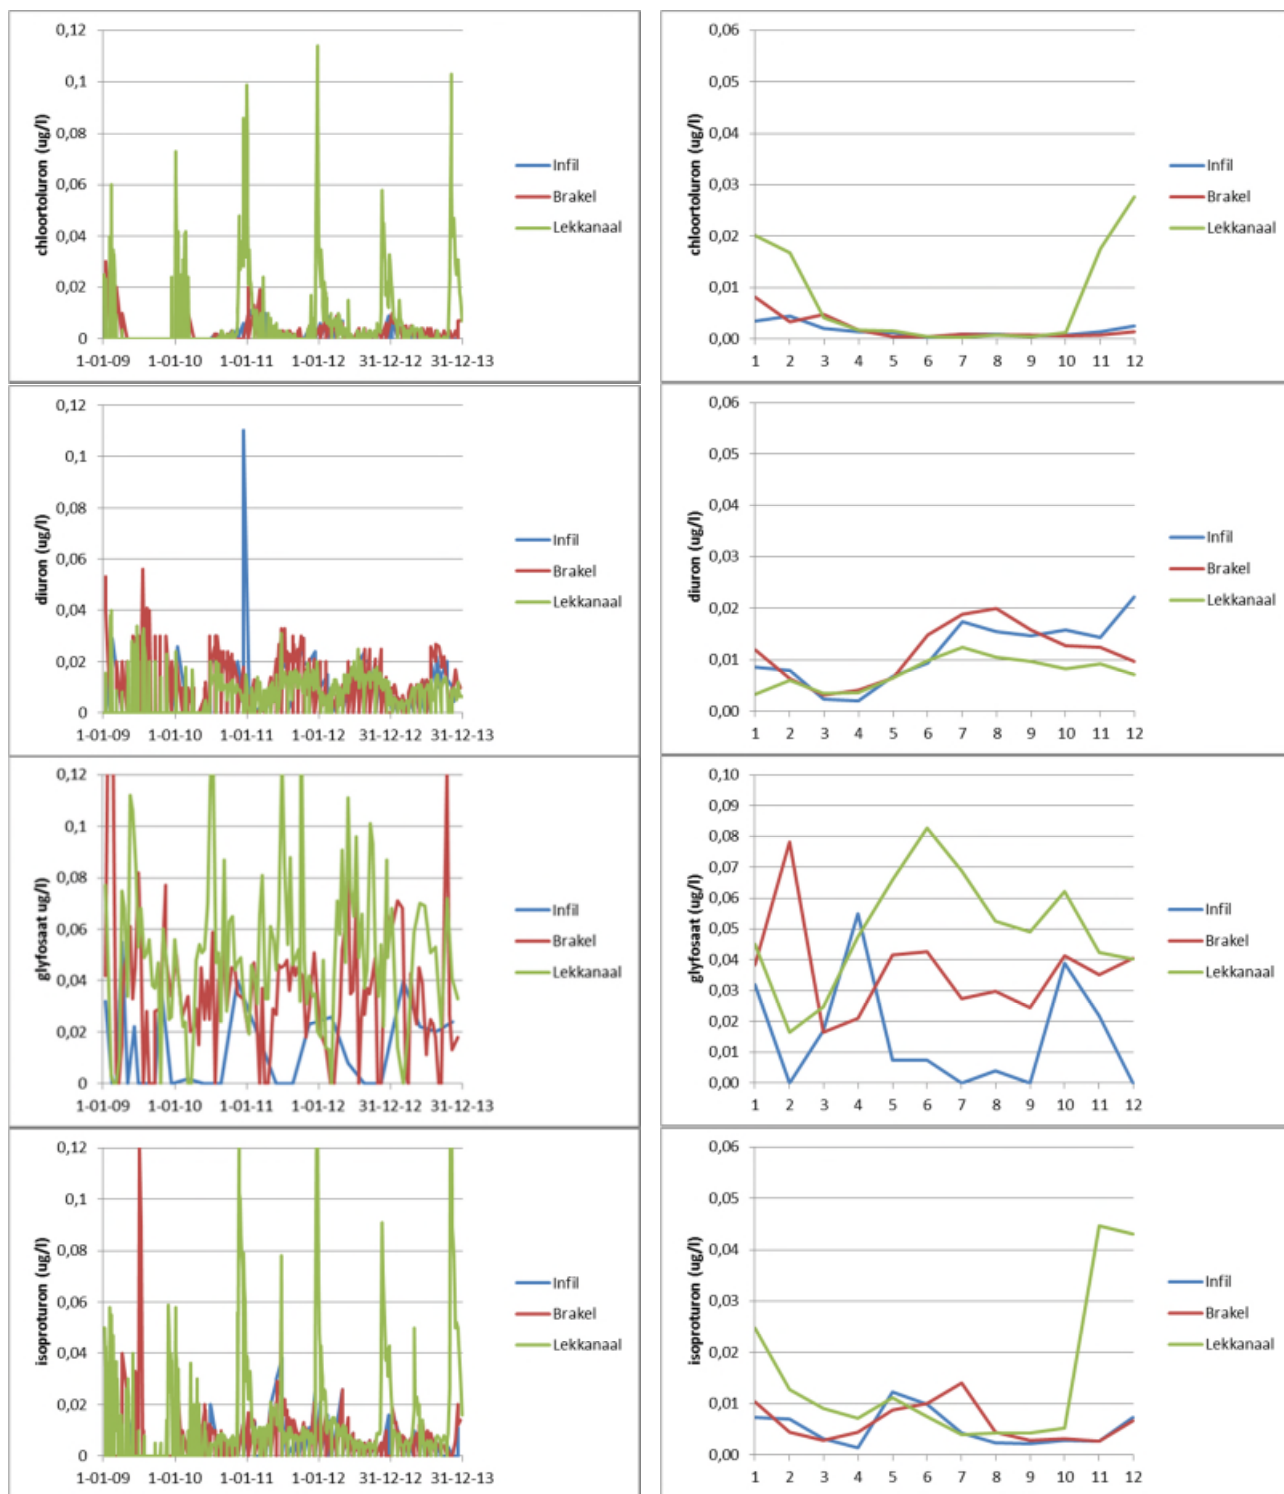 chloortoluron (ug/l)
0,12
0,1
0,08
0,06
0,04
0,02
0
1-01-09 1-01-10 1-01-11 1-01-12 31-12-12 31-12-13
Infil
Brakel
Lekkanaal
chloortoluron (ug/l)
0,06
0,05
0,04
0,03
0,02
0,01
0,00
1 2 3 4 5 6 7 8 9 10 11 12
Infil
Brakel
Lekkanaal
diuron (ug/l)
0,12
0,1
0,08
0,06
0,04
0,02
0
1-01-09 1-01-10 1-01-11 1-01-12 31-12-12 31-12-13
Infil
Brakel
Lekkanaal
diuron (ug/l)
0,06
0,05
0,04
0,03
0,02
0,01
0,00
1 2 3 4 5 6 7 8 9 10 11 12
Infil
Brakel
Lekkanaal
glyfosaat ug/l)
0,12
0,1
0,08
0,06
0,04
0,02
0
1-01-09 1-01-10 1-01-11 1-01-12 31-12-12 31-12-13
Infil
Brakel
Lekkanaal
glyfosaat (ug/l)
0,10
0,09
0,08
0,07
0,06
0,05
0,04
0,03
0,02
0,01
0,00
1 2 3 4 5 6 7 8 9 10 11 12
Infil
Brakel
Lekkanaal
isoproturon (ug/l)
0,12
0,1
0,08
0,06
0,04
0,02
0
1-01-09 1-01-10 1-01-11 1-01-12 31-12-12 31-12-13
Infil
Brakel
Lekkanaal
isoproturon (ug/l)
0,06
0,05
0,04
0,03
0,02
0,01
0,00
1 2 3 4 5 6 7 8 9 10 11 12
Infil
Brakel
Lekkanaal